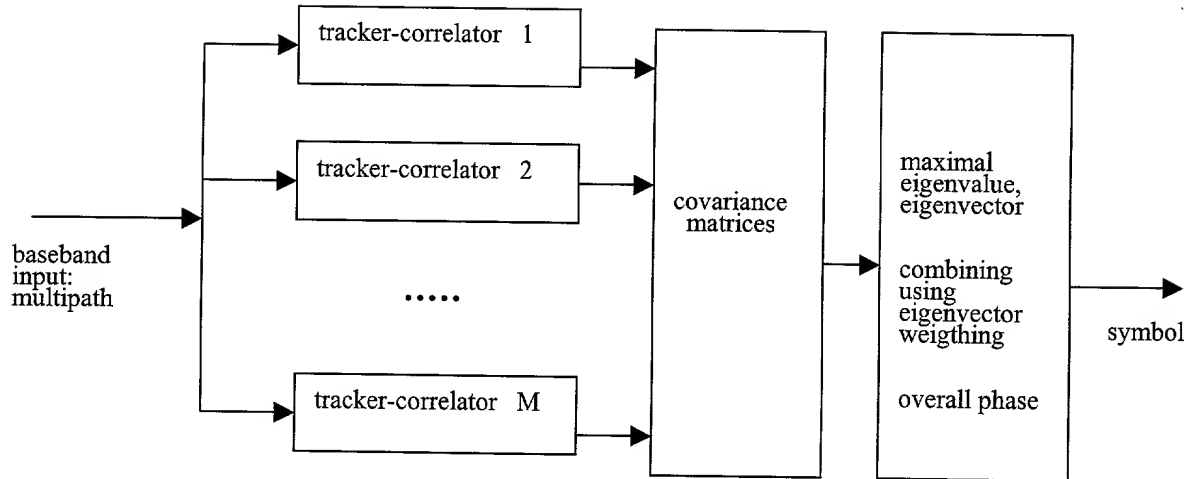 tracker-correlator 1
tracker-correlator 2
.....
tracker-correlator M
baseband
input:
multipath
covariance
matrices
maximal
eigenvalue,
eigenvector
combining
using
eigenvector
weigthing
overall phase
symbol